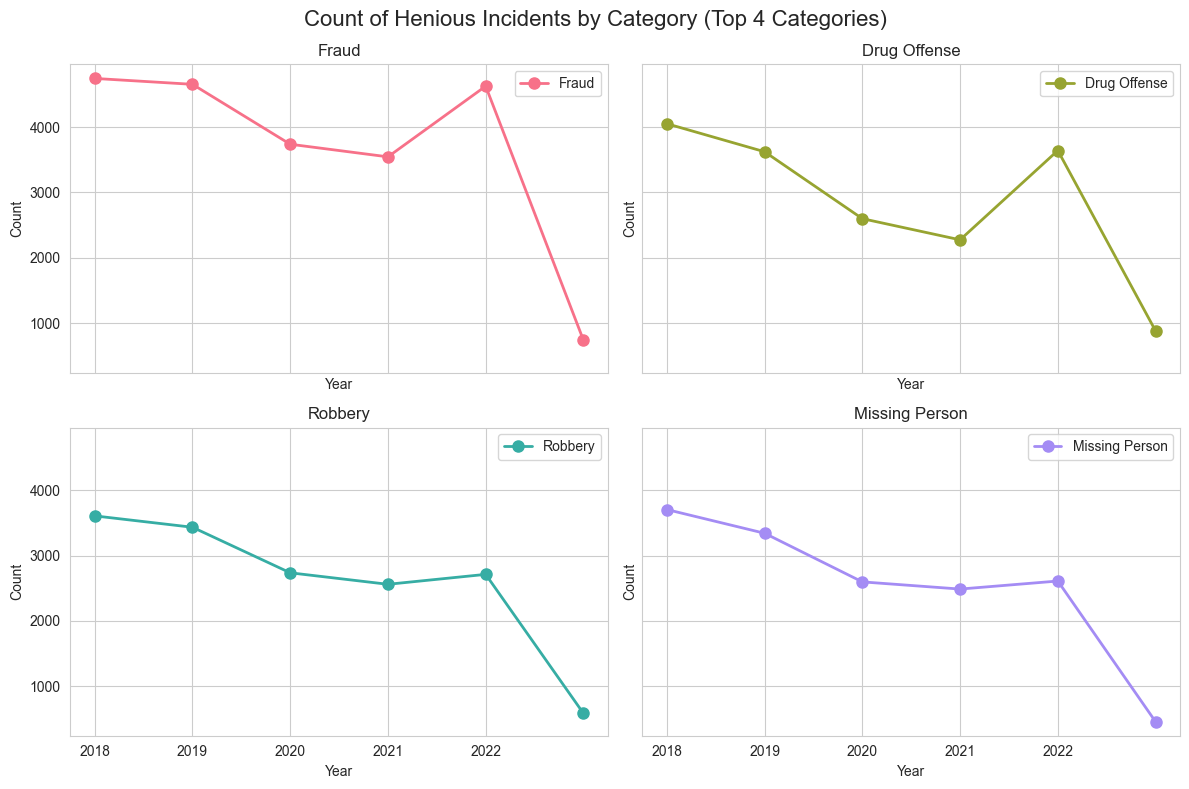 Count of Henious Incidents by Category (Top 4 Categories)
Fraud
Fraud
4000
3000
2000
1000
Count
Year
Drug Offense
Drug Offense
Count
Year
Robbery
Robbery
4000
3000
2000
1000
Count
2018 2019 2020 2021 2022
Year
Missing Person
Missing Person
Count
2018 2019 2020 2021 2022
Year